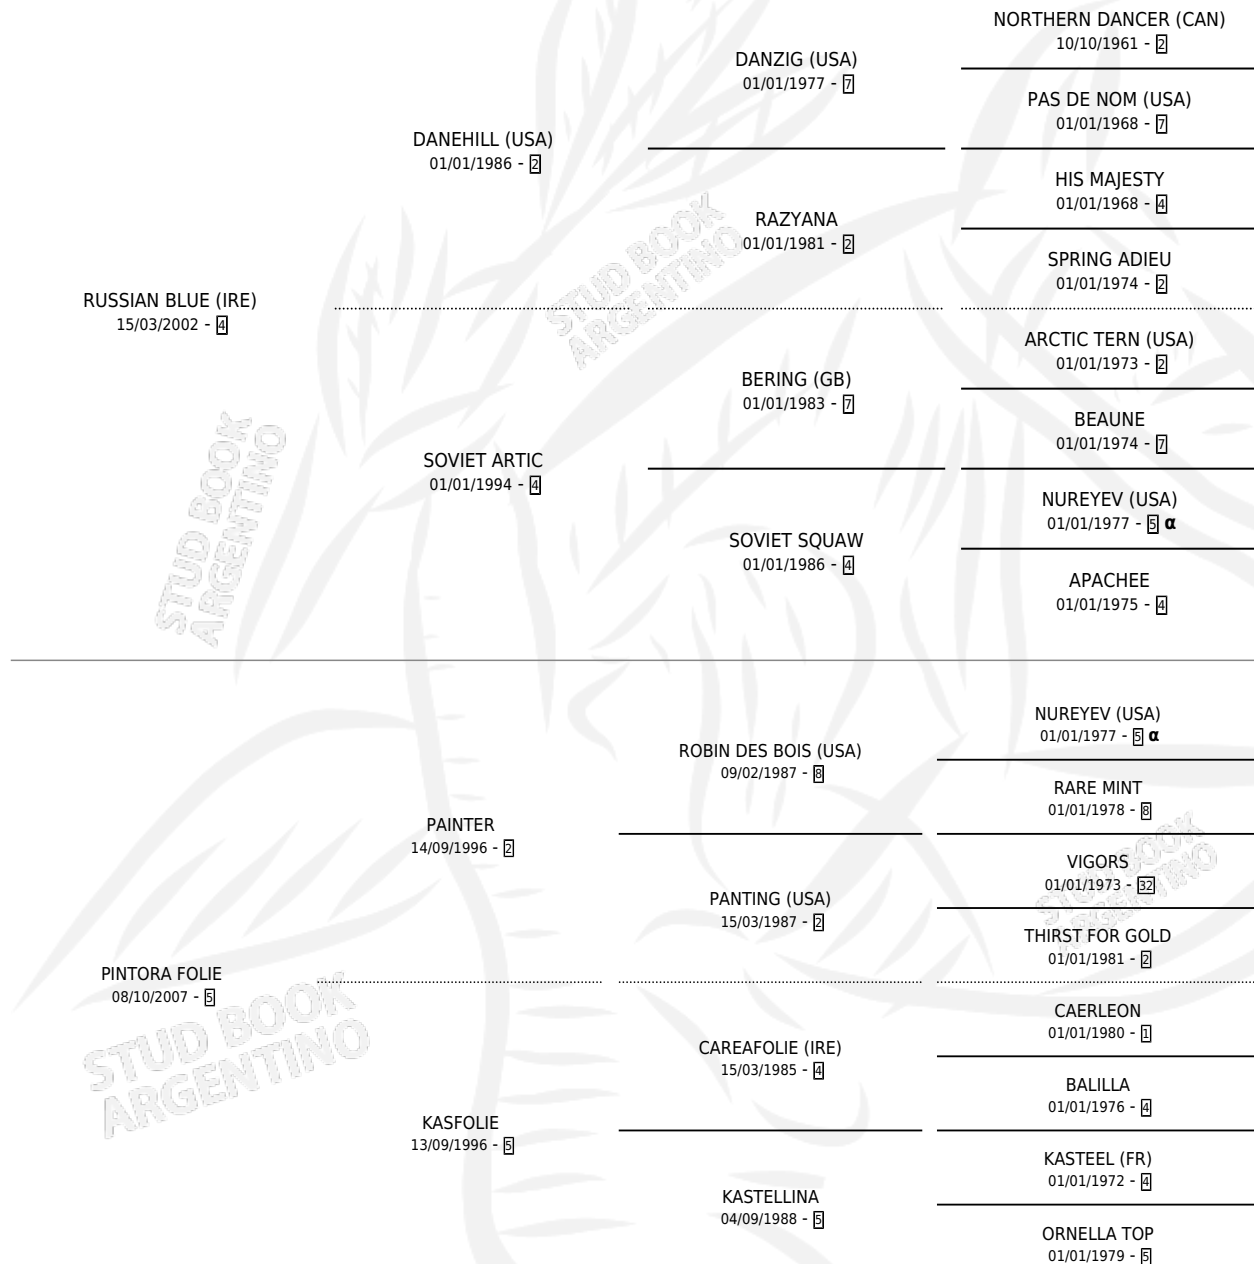 NORTHERN DANCER (CAN)
10/10/1961 - 2
DANZIG (USA)
01/01/1977 - 7
PAS DE NOM (USA)
01/01/1968 - 7
DANEHILL (USA)
01/01/1986 - 2
HIS MAJESTY
01/01/1968 - 4
RAZYANA
01/01/1981 - 2
SPRING ADIEU
01/01/1974 - 2
RUSSIAN BLUE (IRE)
15/03/2002 - 4
ARCTIC TERN (USA)
01/01/1973 - 2
BERING (GB)
01/01/1983 - 7
BEAUNE
01/01/1974 - 7
SOVIET ARTIC
01/01/1994 - 4
NUREYEV (USA)
01/01/1977 - 5 α
SOVIET SQUAW
01/01/1986 - 4
APACHEE
01/01/1975 - 4
NUREYEV (USA)
01/01/1977 - 5 α
ROBIN DES BOIS (USA)
09/02/1987 - 8
RARE MINT
01/01/1978 - 8
PAINTER
14/09/1996 - 2
VIGORS
01/01/1973 - 32
PANTING (USA)
15/03/1987 - 2
THIRST FOR GOLD
01/01/1981 - 2
PINTORA FOLIE
08/10/2007 - 5
CAERLEON
01/01/1980 - 1
CAREAFOLIE (IRE)
15/03/1985 - 4
BALILLA
01/01/1976 - 4
KASFOLIE
13/09/1996 - 5
KASTEEL (FR)
01/01/1972 - 4
KASTELLINA
04/09/1988 - 5
ORNELLA TOP
01/01/1979 - 5
STUD BOOK
ARGENTINO
STUD BOOK
ARGENTINO
STUD BOOK
ARGENTINO
STUD BOOK
ARGENTINO